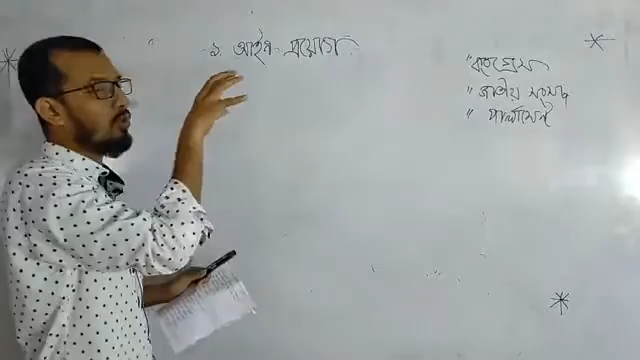 ১. আইন প্রয়োগ
" কংগ্রেস
" জাতীয় সংসদ
" পার্লামেন্ট